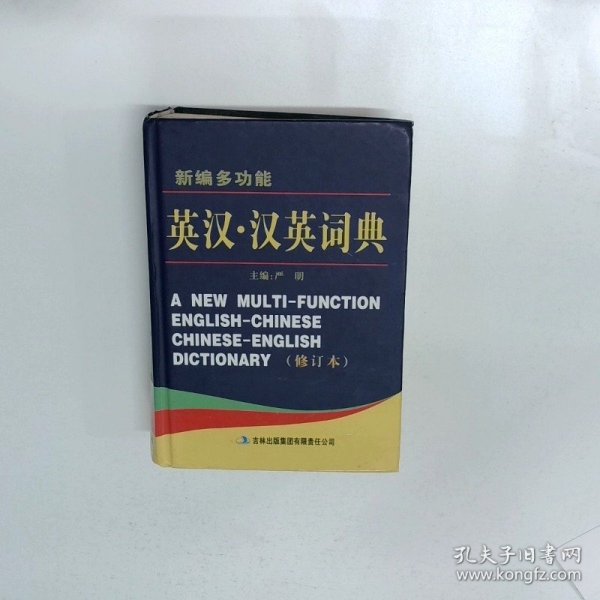 新编多功能
英汉·汉英词典
主编:严 明
A NEW MULTI-FUNCTION
ENGLISH-CHINESE
CHINESE-ENGLISH
DICTIONARY (修订本)
吉林出版集团有限责任公司
孔夫子旧书网
www.kongfz.com